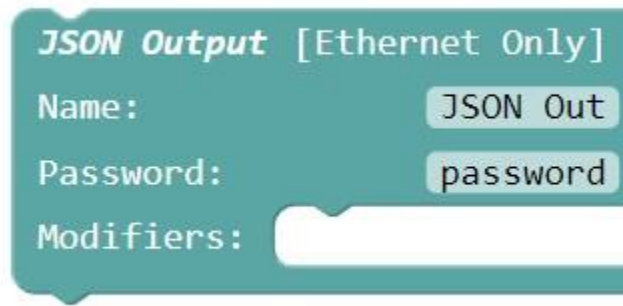 JSON Output [Ethernet Only]
Name: JSON Out
Password: password
Modifiers: